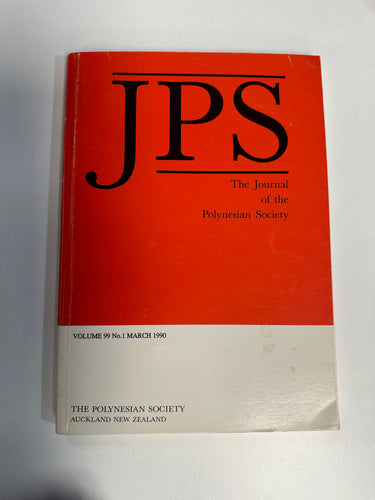 JPS
The Journal
of the
Polynesian Society
VOLUME 99 No.1 MARCH 1990
THE POLYNESIAN SOCIETY
AUCKLAND NEW ZEALAND